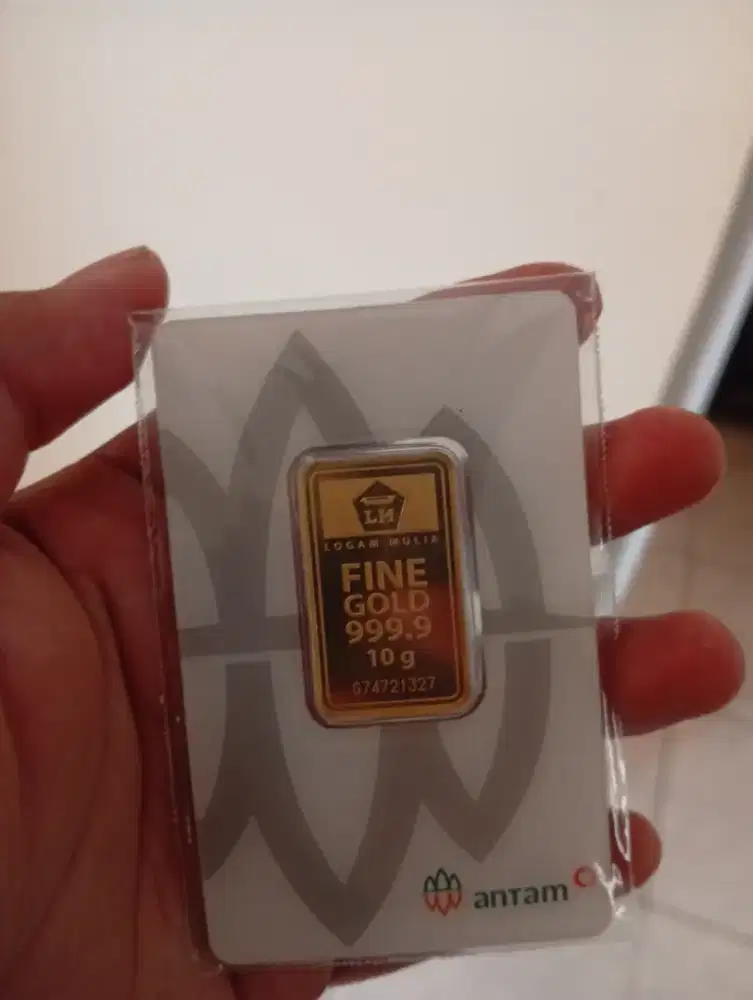 LM
LOGAM MULIA
FINE
GOLD
999.9
10 g
074721327
antam